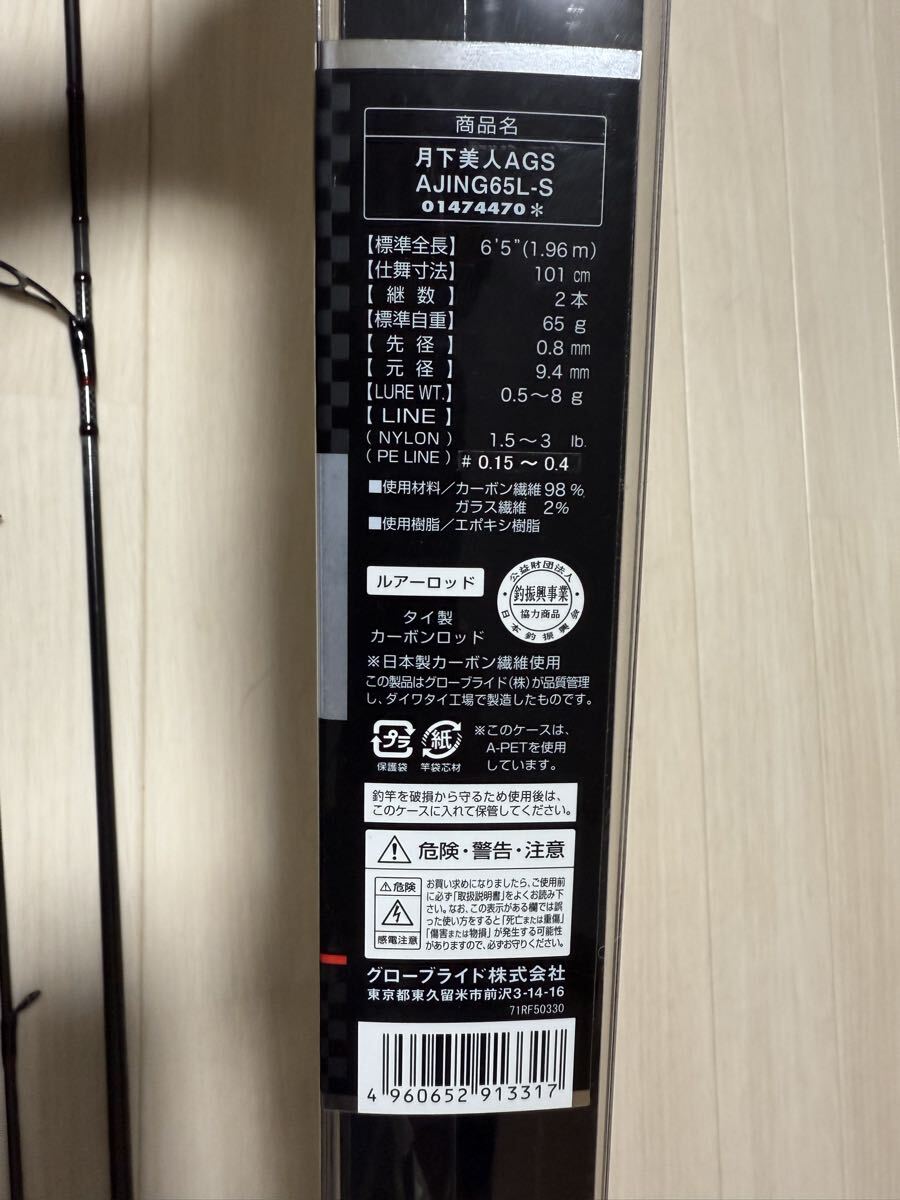 商品名
月下美人AGS
AJING65L-S
01474470*
【標準全長】 6'5"(1.96m)
【仕舞寸法】 101 cm
【継数】 2本
【標準自重】 65 g
【先径】 0.8 mm
【元径】 9.4 mm
【LURE WT.】 0.5〜8 g
【LINE】
(NYLON) 1.5〜3 lb.
(PE LINE) # 0.15 〜 0.4
■使用材料/カーボン繊維98%
ガラス繊維 2%
■使用樹脂/エポキシ樹脂
ルアーロッド
公益財団法人
釣振興事業
協力商品
日本釣振興会
タイ製
カーボンロッド
※日本製カーボン繊維使用
この製品はグローブライド(株)が品質管理
し、ダイワタイ工場で製造したものです。
プラ
保護袋
紙
竿袋芯材
※このケースは、
A-PETを使用
しています。
釣竿を破損から守るため使用後は、
このケースに入れて保管してください。
危険・警告・注意
危険
感電注意
お買い求めになりましたら、ご使用前
に必ず「取扱説明書」をよくお読み下
さい。なお、この表示がある欄では誤
った使い方をすると「死亡または重傷」
「傷害または物損」が発生する可能性
がありますので、必ずお守りください。
グローブライド株式会社
東京都東久留米市前沢3-14-16
71RF50330
4 960652 913317